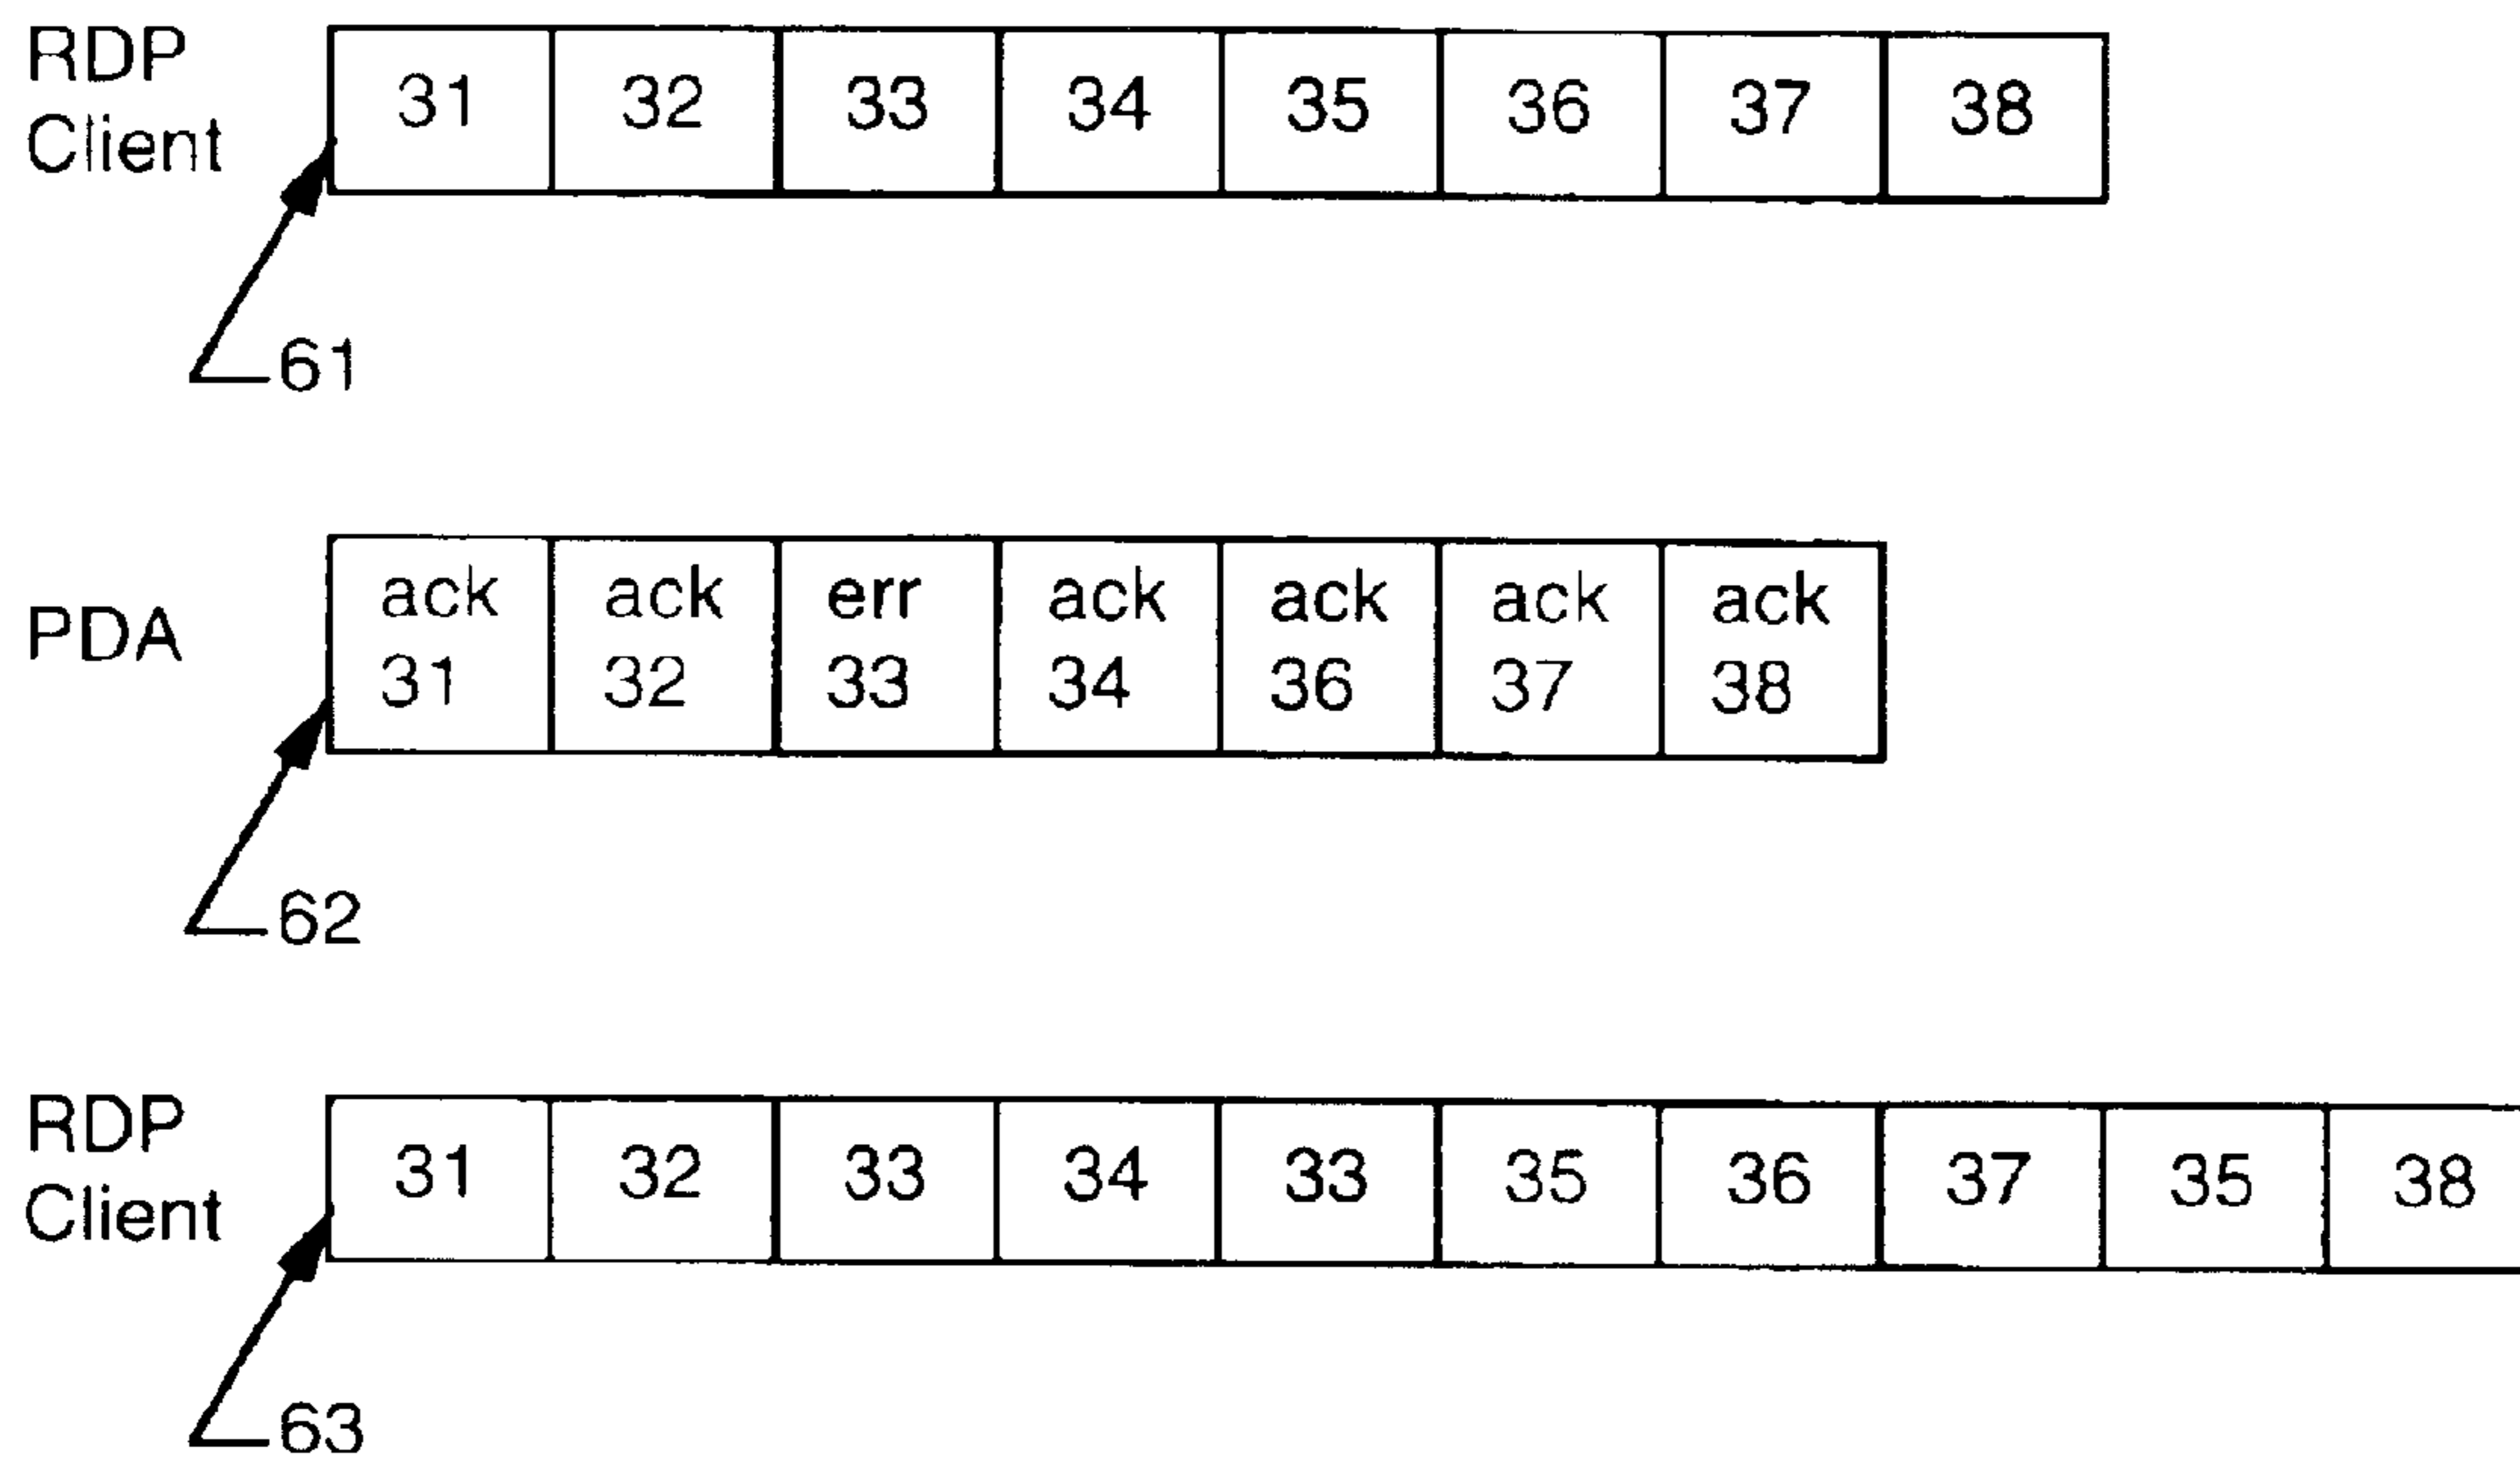 RDP
Client
31 32 33 34 35 36 37 38
61
PDA
ack ack err ack ack ack ack
31 32 33 34 36 37 38
62
RDP
Client
31 32 33 34 33 35 36 37 35 38
63